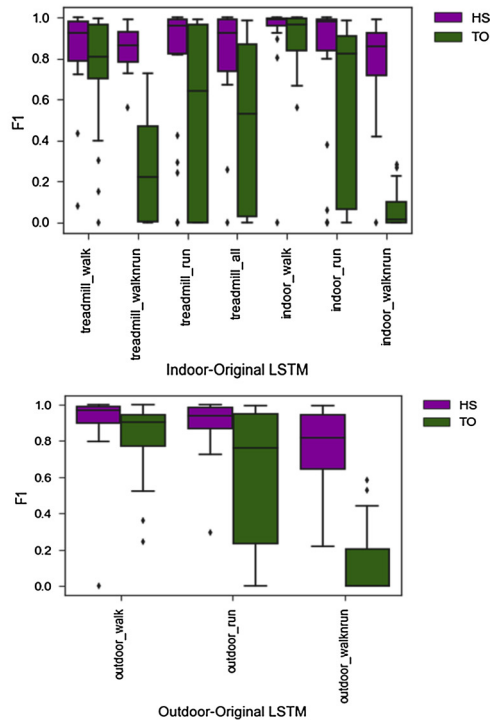 HS
TO
F1
1.0
0.8
0.6
0.4
0.2
0.0
treadmill_walk
treadmill_walknrun
treadmill_run
treadmill_all
indoor_walk
indoor_run
indoor_walknrun
Indoor-Original LSTM
HS
TO
F1
1.0
0.8
0.6
0.4
0.2
0.0
outdoor_walk
outdoor_run
outdoor_walknrun
Outdoor-Original LSTM